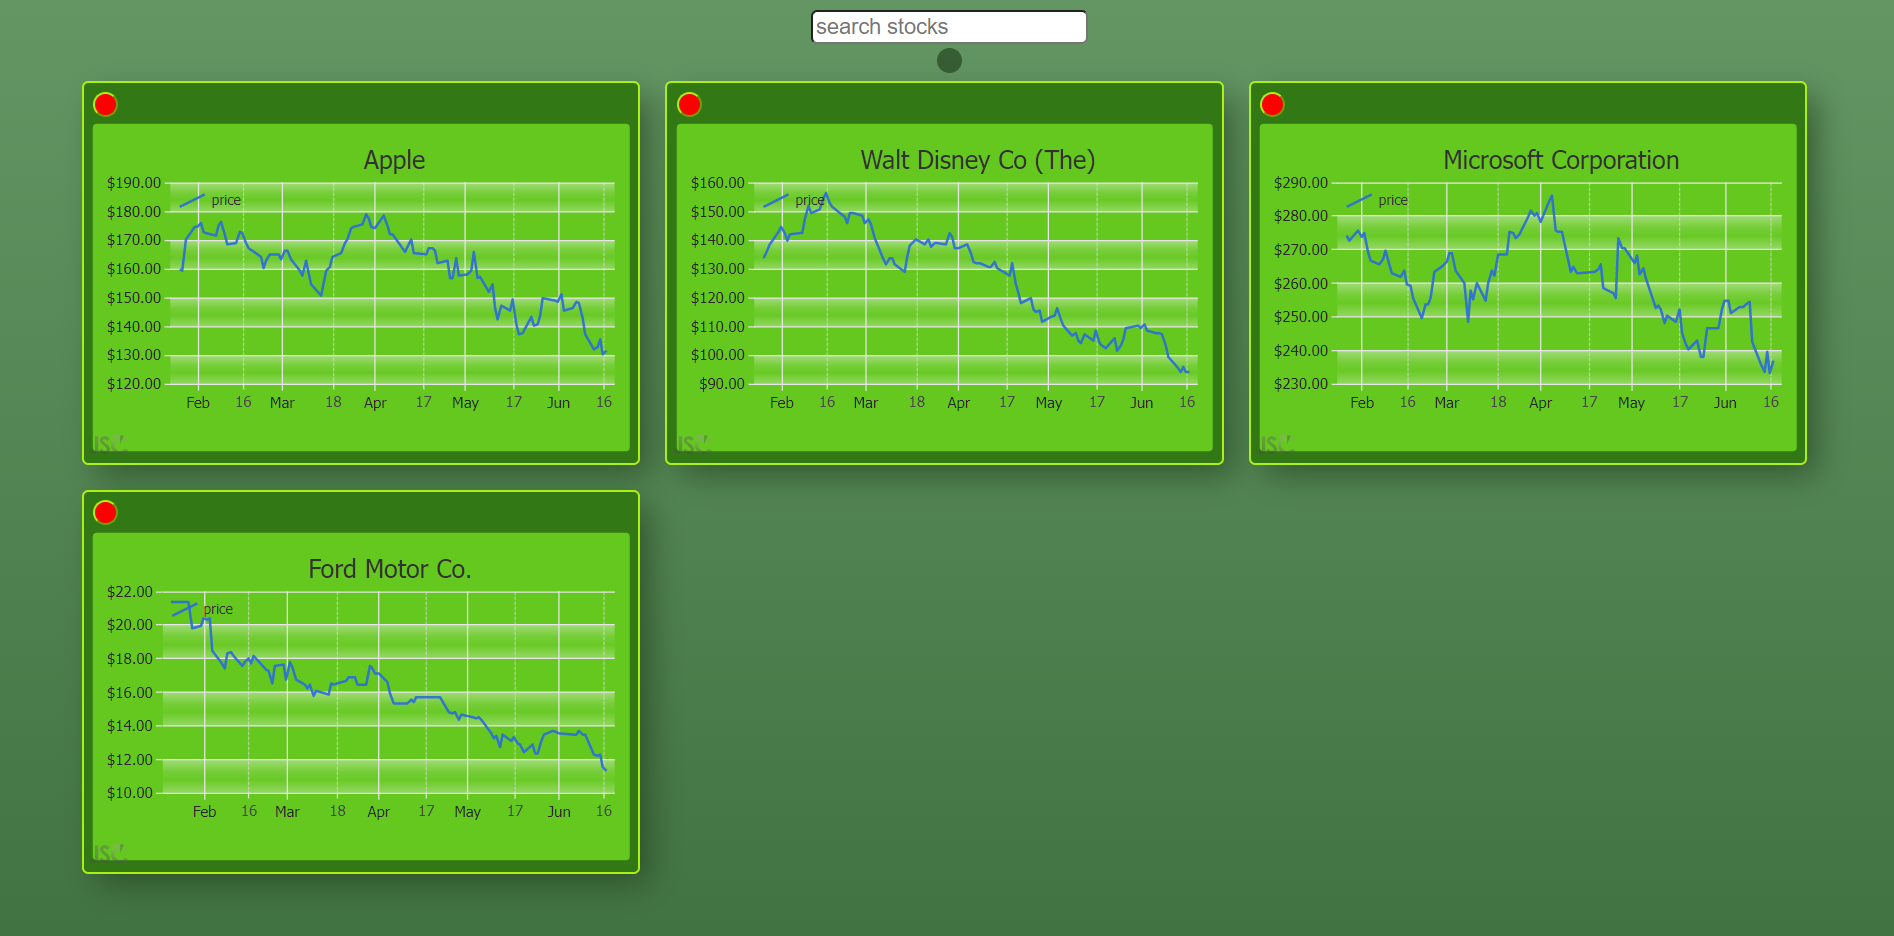 search stocks
Apple
price
$190.00
$180.00
$170.00
$160.00
$150.00
$140.00
$130.00
$120.00
Feb 16 Mar 18 Apr 17 May 17 Jun 16
Walt Disney Co (The)
price
$160.00
$150.00
$140.00
$130.00
$120.00
$110.00
$100.00
$90.00
Feb 16 Mar 18 Apr 17 May 17 Jun 16
Microsoft Corporation
price
$290.00
$280.00
$270.00
$260.00
$250.00
$240.00
$230.00
Feb 16 Mar 18 Apr 17 May 17 Jun 16
Ford Motor Co.
price
$22.00
$20.00
$18.00
$16.00
$14.00
$12.00
$10.00
Feb 16 Mar 18 Apr 17 May 17 Jun 16